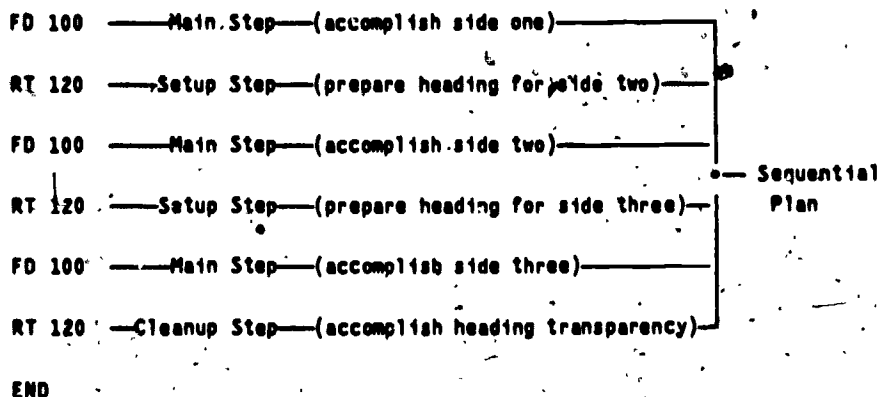 FD 100 ——Main Step—(accomplish side one)
RT 120 ——Setup Step—(prepare heading for side two)
FD 100 ——Main Step—(accomplish side two)
Sequential
RT 120 ——Setup Step—(prepare heading for side three)
Plan
FD 100 ——Main Step—(accomplish side three)
RT 120 —Cleanup Step—(accomplish heading transparency)
END